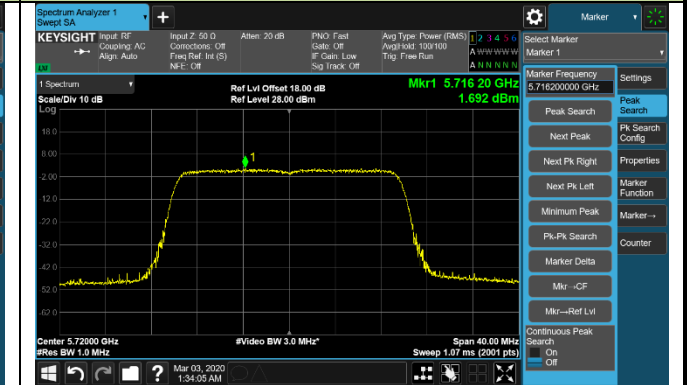 Spectrum Analyzer 1
Swept SA
Marker
KEYSIGHT
Input: RF
Coupling: AC
Align: Auto
Input Z: 50 Ω
Corrections: Off
Freq Ref: Int (S)
NFE: Off
Atten: 20 dB
PNO: Fast
Gate: Off
IF Gain: Low
Sig Track: Off
Avg Type: Power (RMS)
Avg|Hold: 100/100
Trig: Free Run
1 2 3 4 5 6
A W W W W W
A N N N N N
LXI
Select Marker
Marker 1
1 Spectrum
Scale/Div 10 dB
Log
Ref Lvl Offset 18.00 dB
Ref Level 28.00 dBm
Mkr1 5.716 20 GHz
1.692 dBm
18.0
8.00
-2.00
-12.0
-22.0
-32.0
-42.0
-52.0
-62.0
1
Center 5.72000 GHz
#Res BW 1.0 MHz
#Video BW 3.0 MHz*
Span 40.00 MHz
Sweep 1.07 ms (2001 pts)
Marker Frequency
5.716200000 GHz
Peak Search
Next Peak
Next Pk Right
Next Pk Left
Minimum Peak
Pk-Pk Search
Marker Delta
Mkr→CF
Mkr→Ref Lvl
Continuous Peak
Search
On
Off
Settings
Peak
Search
Pk Search
Config
Properties
Marker
Function
Marker→
Counter
Mar 03, 2020
1:34:05 AM